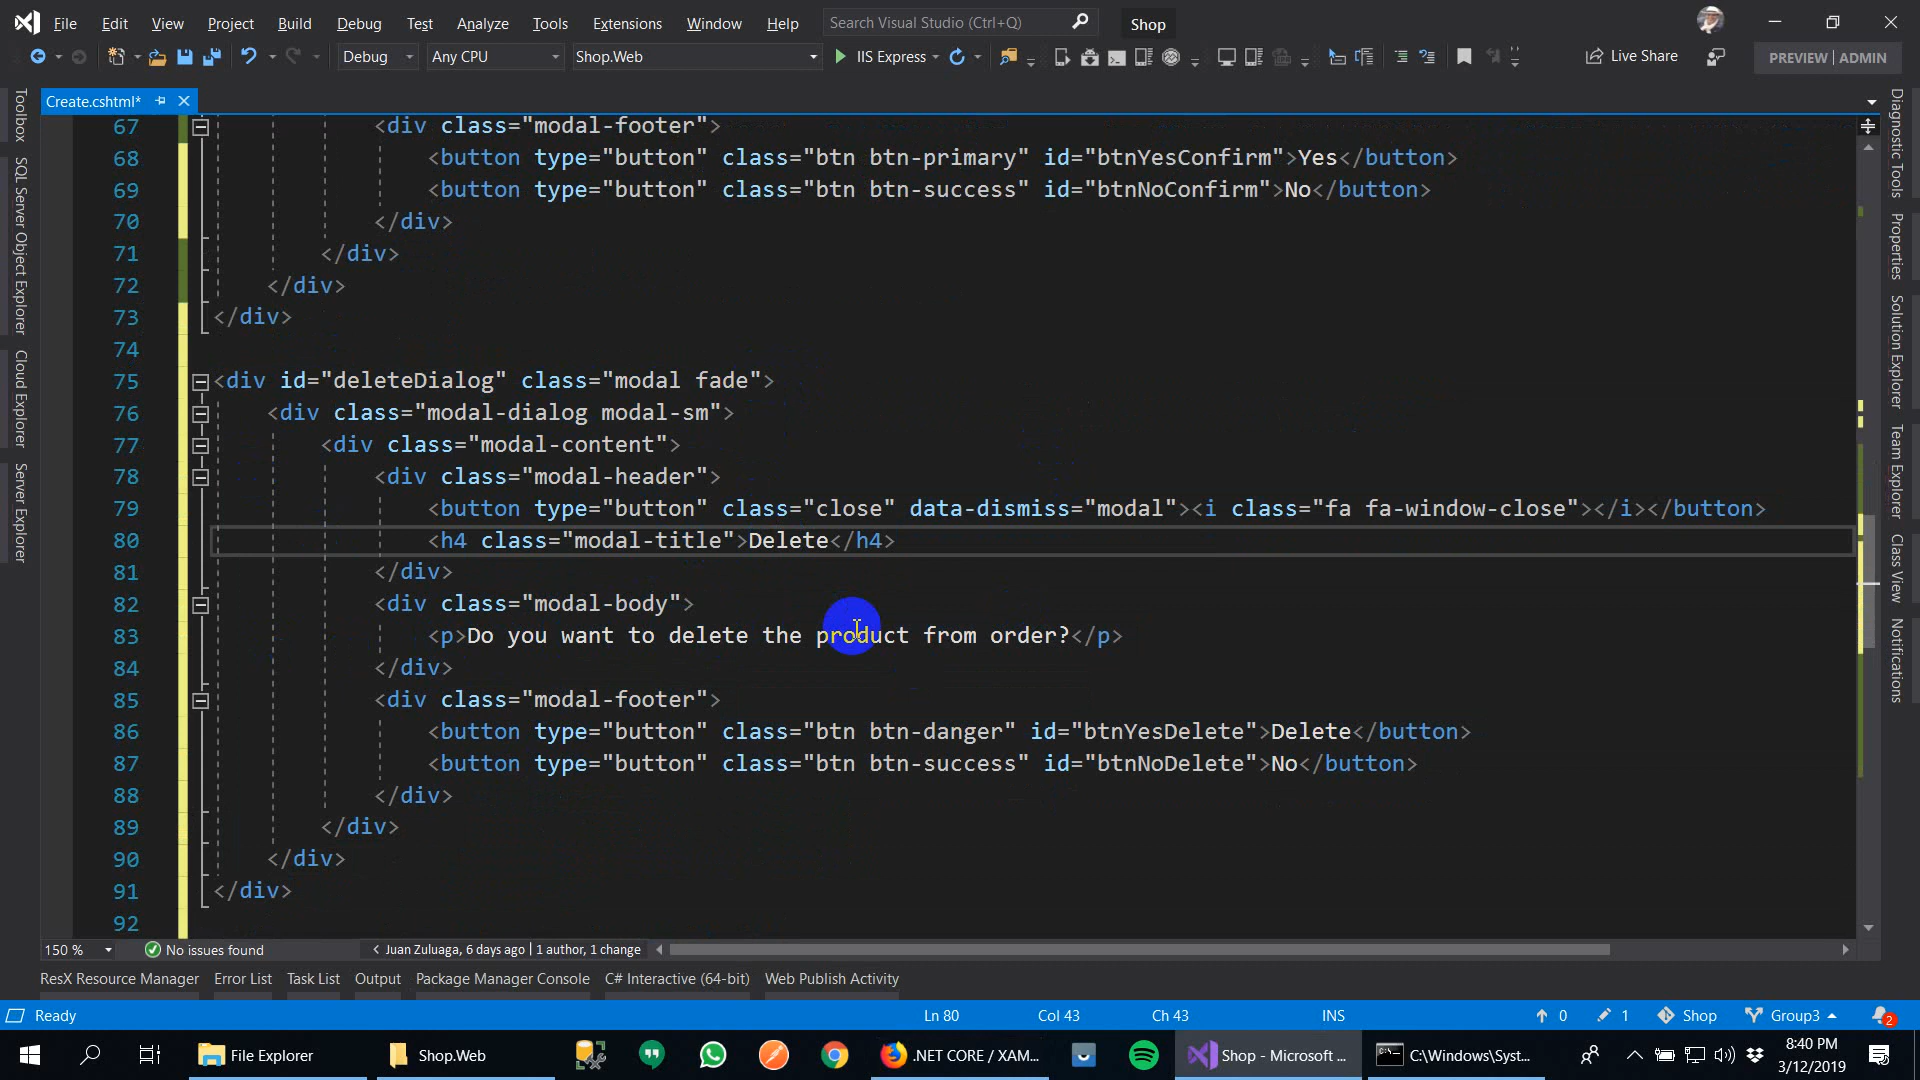 File Edit View Project Build Debug Test Analyze Tools Extensions Window Help Search Visual Studio (Ctrl+Q) Shop
Debug Any CPU Shop.Web IIS Express Live Share PREVIEW | ADMIN
Create.cshtml*
Toolbox
SQL Server Object Explorer
Cloud Explorer
Server Explorer
67 <div class="modal-footer">
68 <button type="button" class="btn btn-primary" id="btnYesConfirm">Yes</button>
69 <button type="button" class="btn btn-success" id="btnNoConfirm">No</button>
70 </div>
71 </div>
72 </div>
73 </div>
74
75 <div id="deleteDialog" class="modal fade">
76 <div class="modal-dialog modal-sm">
77 <div class="modal-content">
78 <div class="modal-header">
79 <button type="button" class="close" data-dismiss="modal"><i class="fa fa-window-close"></i></button>
80 <h4 class="modal-title">Delete</h4>
81 </div>
82 <div class="modal-body">
83 <p>Do you want to delete the product from order?</p>
84 </div>
85 <div class="modal-footer">
86 <button type="button" class="btn btn-danger" id="btnYesDelete">Delete</button>
87 <button type="button" class="btn btn-success" id="btnNoDelete">No</button>
88 </div>
89 </div>
90 </div>
91 </div>
92
Diagnostic Tools
Properties
Solution Explorer
Team Explorer
Class View
Notifications
150 % No issues found Juan Zuluaga, 6 days ago | 1 author, 1 change
ResX Resource Manager Error List Task List Output Package Manager Console C# Interactive (64-bit) Web Publish Activity
Ready Ln 80 Col 43 Ch 43 INS 0 1 Shop Group3 2
File Explorer Shop.Web .NET CORE / XAM... Shop - Microsoft ... C:\Windows\Syst... 8:40 PM
3/12/2019